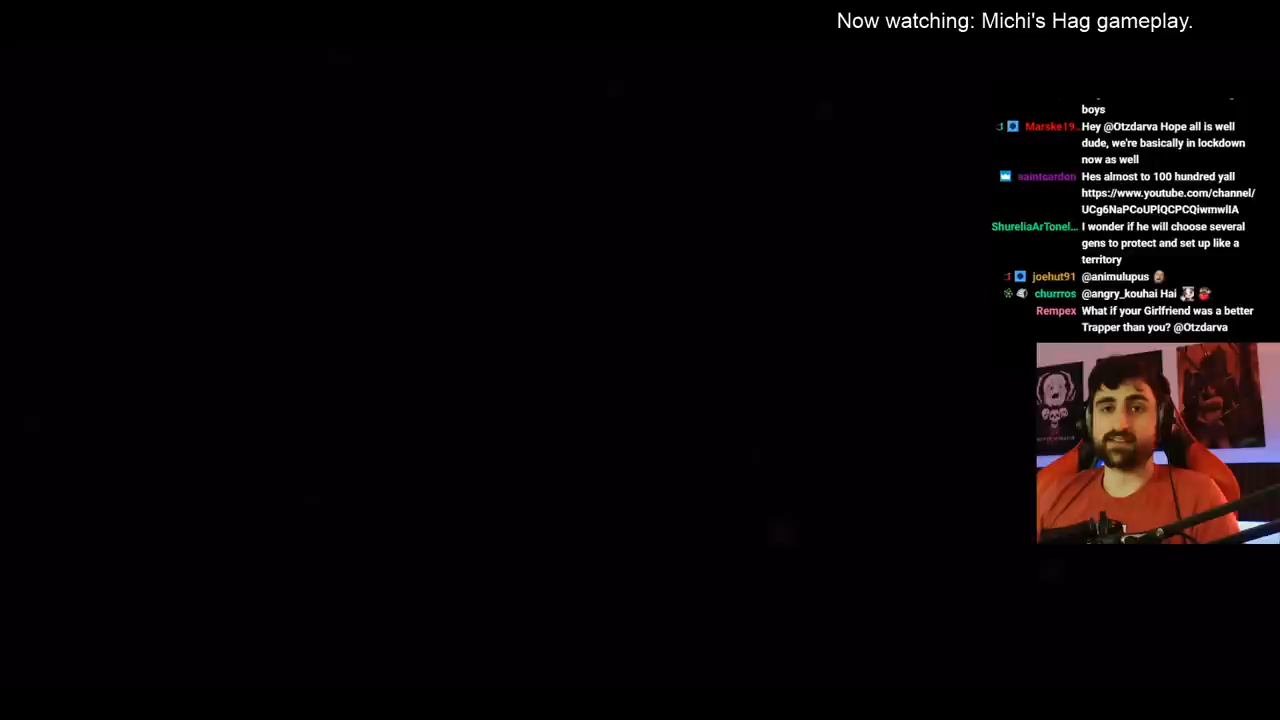 Now watching: Michi's Hag gameplay.
boys
Marske19... Hey @Otzdarva Hope all is well
dude, we're basically in lockdown
now as well
saintcardon Hes almost to 100 hundred yall
https://www.youtube.com/channel/
ShureliaArTonel... I wonder if he will choose several
gens to protect and set up like a
territory
joehut91 @animulupus
churrros @angry_kouhai Hai
Rempex What if your Girlfriend was a better
Trapper than you? @Otzdarva